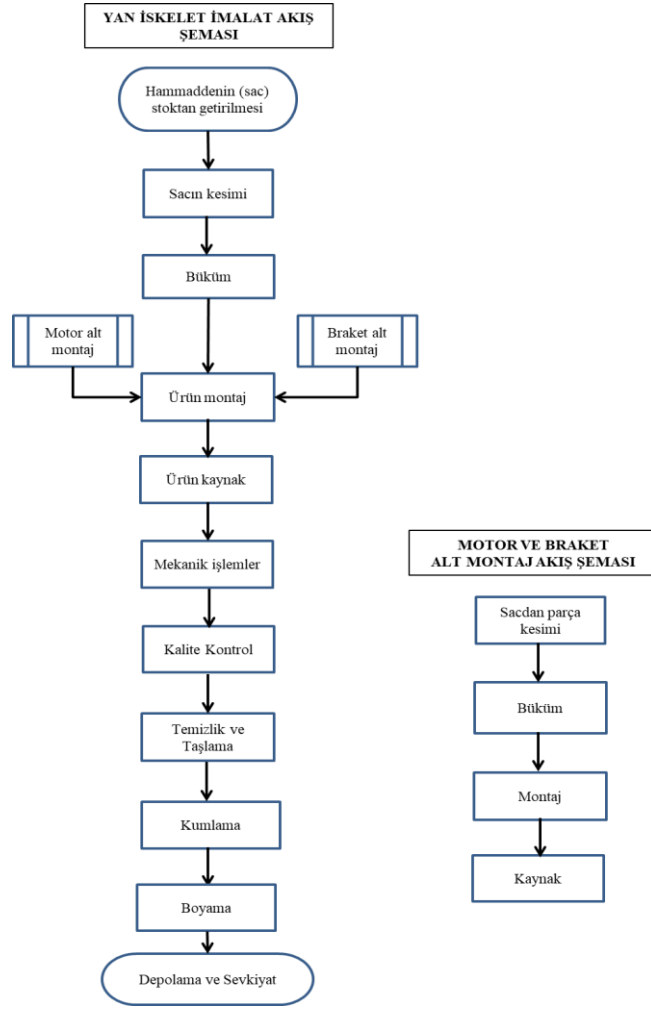 YAN İSKELET İMALAT AKIŞ
ŞEMASI
Hammaddenin (sac)
stoktan getirilmesi
Sacın kesimi
Büküm
Motor alt
montaj
Braket alt
montaj
Ürün montaj
Ürün kaynak
Mekanik işlemler
Kalite Kontrol
Temizlik ve
Taşlama
Kumlama
Boyama
Depolama ve Sevkiyat
MOTOR VE BRAKET
ALT MONTAJ AKIŞ ŞEMASI
Sacdan parça
kesimi
Büküm
Montaj
Kaynak